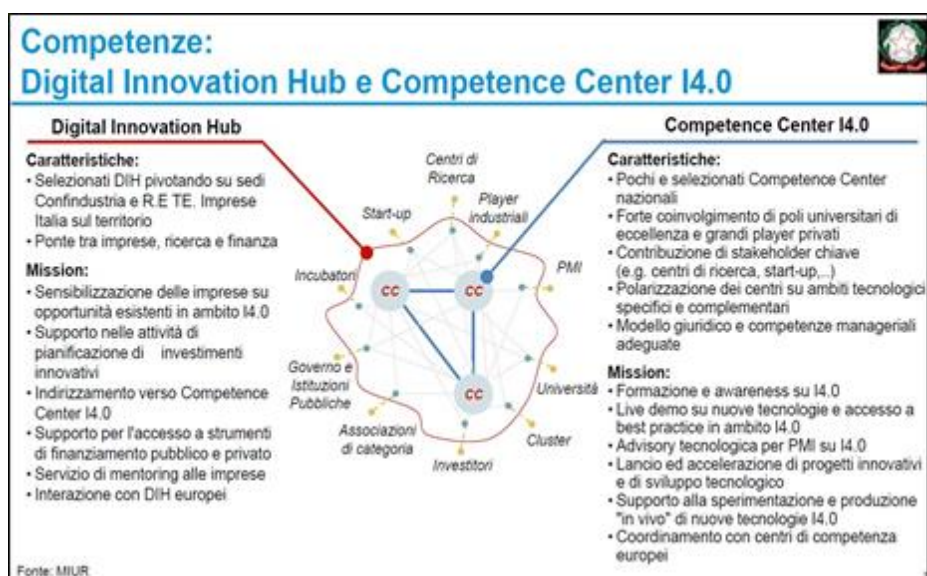 Competenze:
Digital Innovation Hub e Competence Center I4.0
Digital Innovation Hub
Caratteristiche:
• Selezionati DIH pivotando su sedi
Confindustria e R.E TE. Imprese
Italia sul territorio
• Ponte tra imprese, ricerca e finanza
Mission:
• Sensibilizzazione delle imprese su
opportunità esistenti in ambito I4.0
• Supporto nelle attività di
pianificazione di investimenti
innovativi
• Indirizzamento verso Competence
Center I4.0
• Supporto per l'accesso a strumenti
di finanziamento pubblico e privato
• Servizio di mentoring alle imprese
• Interazione con DIH europei
Centri di
Ricerca
Player
industriali
Start-up
PMI
Incubatori
CC
CC
CC
Governo e
Istituzioni
Pubbliche
Università
Associazioni
di categoria
Cluster
Investitori
Competence Center I4.0
Caratteristiche:
• Pochi e selezionati Competence Center
nazionali
• Forte coinvolgimento di poli universitari di
eccellenza e grandi player privati
• Contribuzione di stakeholder chiave
(e.g. centri di ricerca, start-up,..)
• Polarizzazione dei centri su ambiti tecnologici
specifici e complementari
• Modello giuridico e competenze manageriali
adeguate
Mission:
• Formazione e awareness su I4.0
• Live demo su nuove tecnologie e accesso a
best practice in ambito I4.0
• Advisory tecnologica per PMI su I4.0
• Lancio ed accelerazione di progetti innovativi
e di sviluppo tecnologico
• Supporto alla sperimentazione e produzione
"in vivo" di nuove tecnologie I4.0
• Coordinamento con centri di competenza
europei
Fonte: MIUR